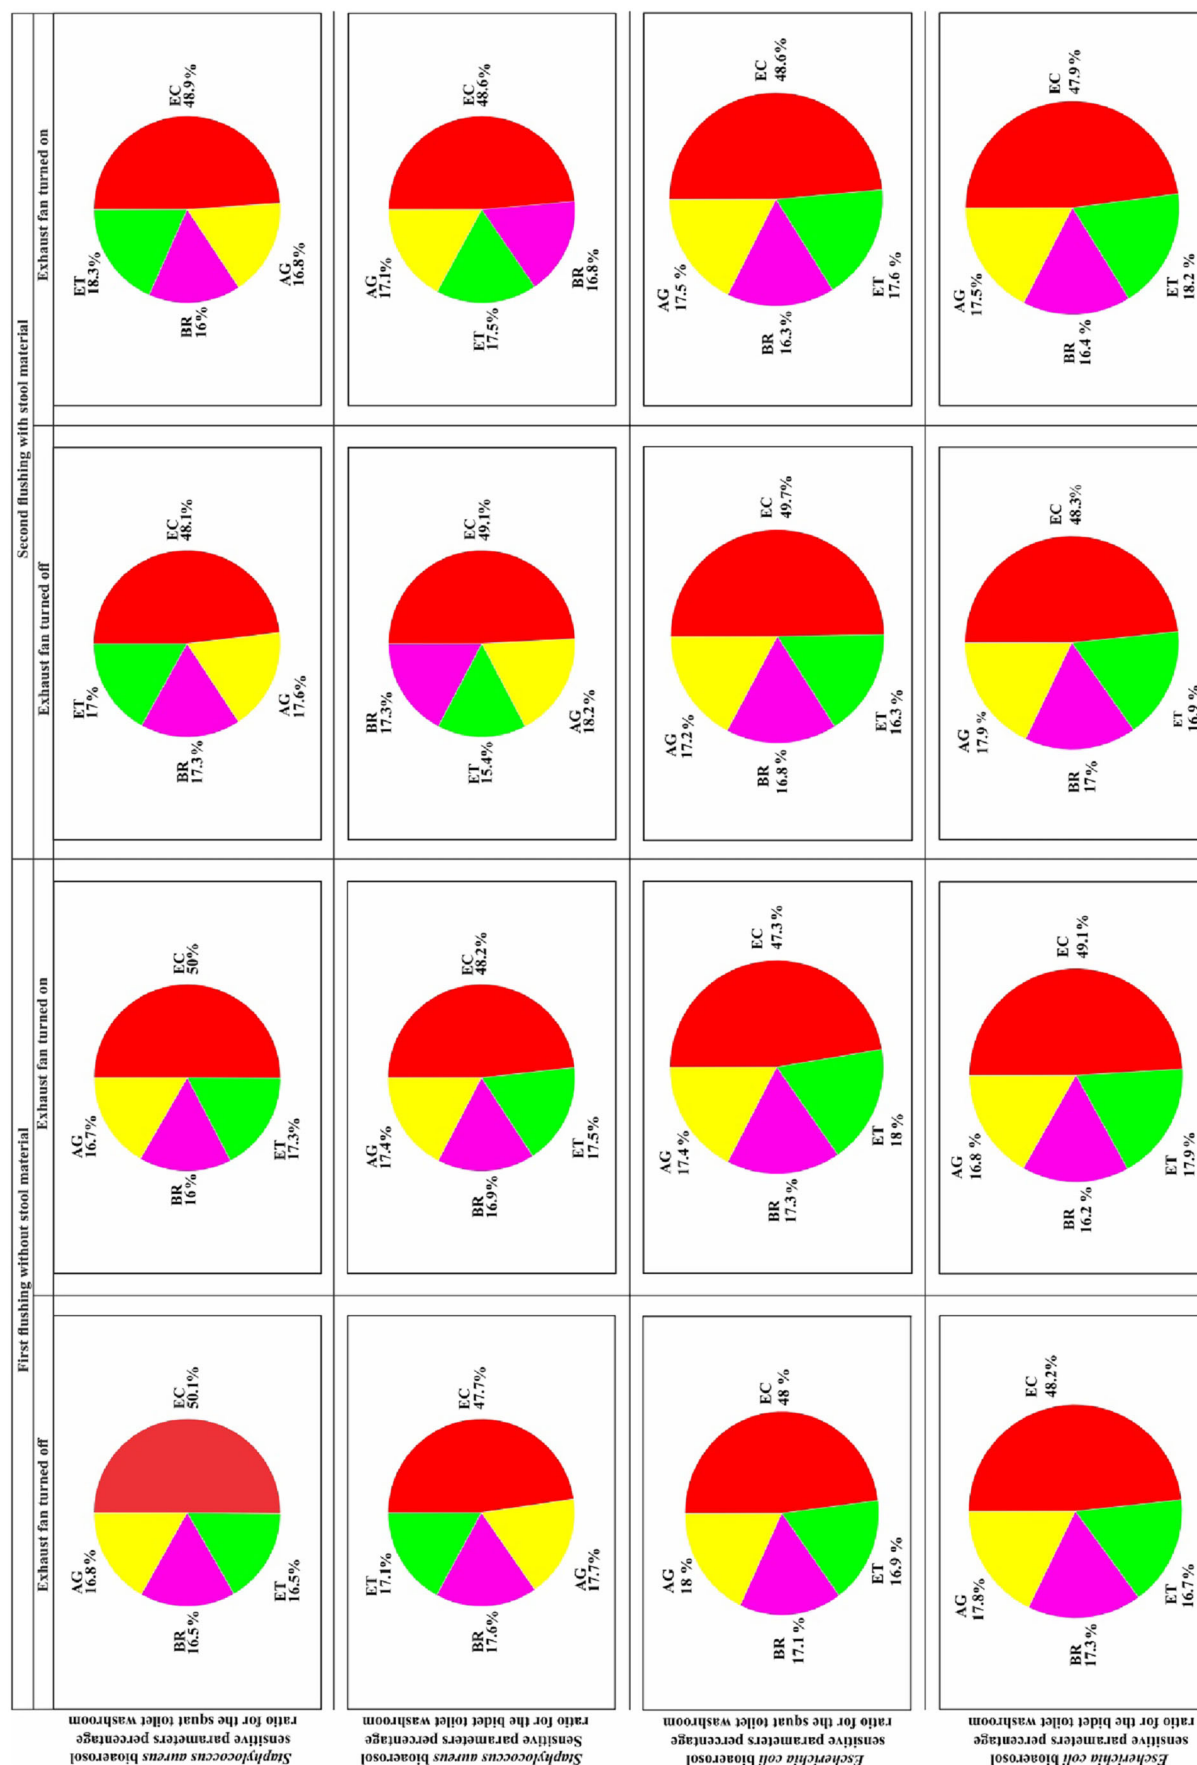 First flushing without stool material
Second flushing with stool material
Exhaust fan turned off
Exhaust fan turned on
Exhaust fan turned off
Exhaust fan turned on
Staphylococcus aureus bioaerosol
sensitive parameters percentage
ratio for the squat toilet washroom
BR
16.5%
ET
16.5%
AG
16.8%
EC
50.1%
BR
16%
ET
17.3%
AG
16.7%
EC
50%
BR
17.3%
AG
17.6%
ET
17%
EC
48.1%
BR
16%
AG
16.8%
ET
18.3%
EC
48.9%
Staphylococcus aureus bioaerosol
Sensitive parameters percentage
ratio for the bidet toilet washroom
BR
17.6%
AG
17.7%
ET
17.1%
EC
47.7%
BR
16.9%
ET
17.5%
AG
17.4%
EC
48.2%
ET
15.4%
AG
18.2%
BR
17.3%
EC
49.1%
ET
17.5%
BR
16.8%
AG
17.1%
EC
48.6%
Escherichia coli bioaerosol
sensitive parameters percentage
ratio for the squat toilet washroom
BR
17.1 %
ET
16.9 %
AG
18 %
EC
48 %
BR
17.3%
ET
18 %
AG
17.4%
EC
47.3%
BR
16.8 %
ET
16.3 %
AG
17.2%
EC
49.7%
BR
16.3%
ET
17.6 %
AG
17.5 %
EC
48.6%
Escherichia coli bioaerosol
sensitive parameters percentage
ratio for the bidet toilet washroom
BR
17.3 %
ET
16.7 %
AG
17.8%
EC
48.2%
BR
16.2 %
ET
17.9 %
AG
16.8 %
EC
49.1%
BR
17%
ET
16.9 %
AG
17.9 %
EC
48.3%
BR
16.4 %
ET
18.2 %
AG
17.5%
EC
47.9%